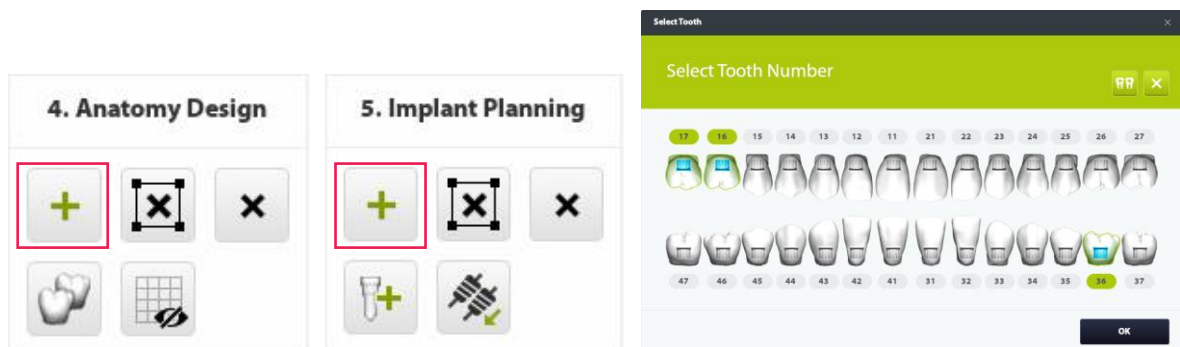 4. Anatomy Design
5. Implant Planning
Select Tooth
Select Tooth Number
17 16 15 14 13 12 11 21 22 23 24 25 26 27
47 46 45 44 43 42 41 31 32 33 34 35 36 37
OK